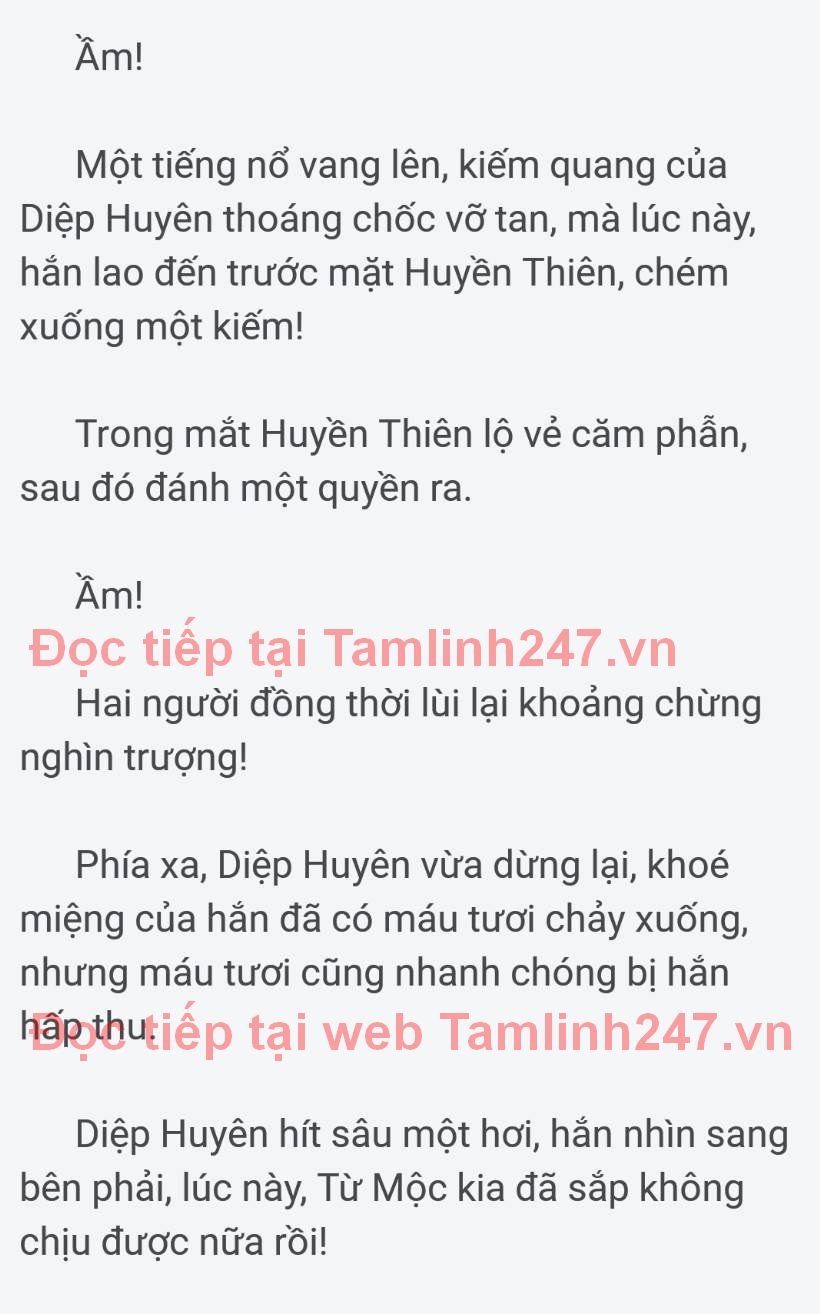 Ầm!
Một tiếng nổ vang lên, kiếm quang của
Diệp Huyên thoáng chốc vỡ tan, mà lúc này,
hắn lao đến trước mặt Huyền Thiên, chém
xuống một kiếm!
Trong mắt Huyền Thiên lộ vẻ căm phẫn,
sau đó đánh một quyền ra.
Ầm!
Đọc tiếp tại Tamlinh247.vn
Hai người đồng thời lùi lại khoảng chừng
nghìn trượng!
Phía xa, Diệp Huyên vừa dừng lại, khoé
miệng của hắn đã có máu tươi chảy xuống,
nhưng máu tươi cũng nhanh chóng bị hắn
hấp thu.
Đọc tiếp tại web Tamlinh247.vn
Diệp Huyên hít sâu một hơi, hắn nhìn sang
bên phải, lúc này, Từ Mộc kia đã sắp không
chịu được nữa rồi!